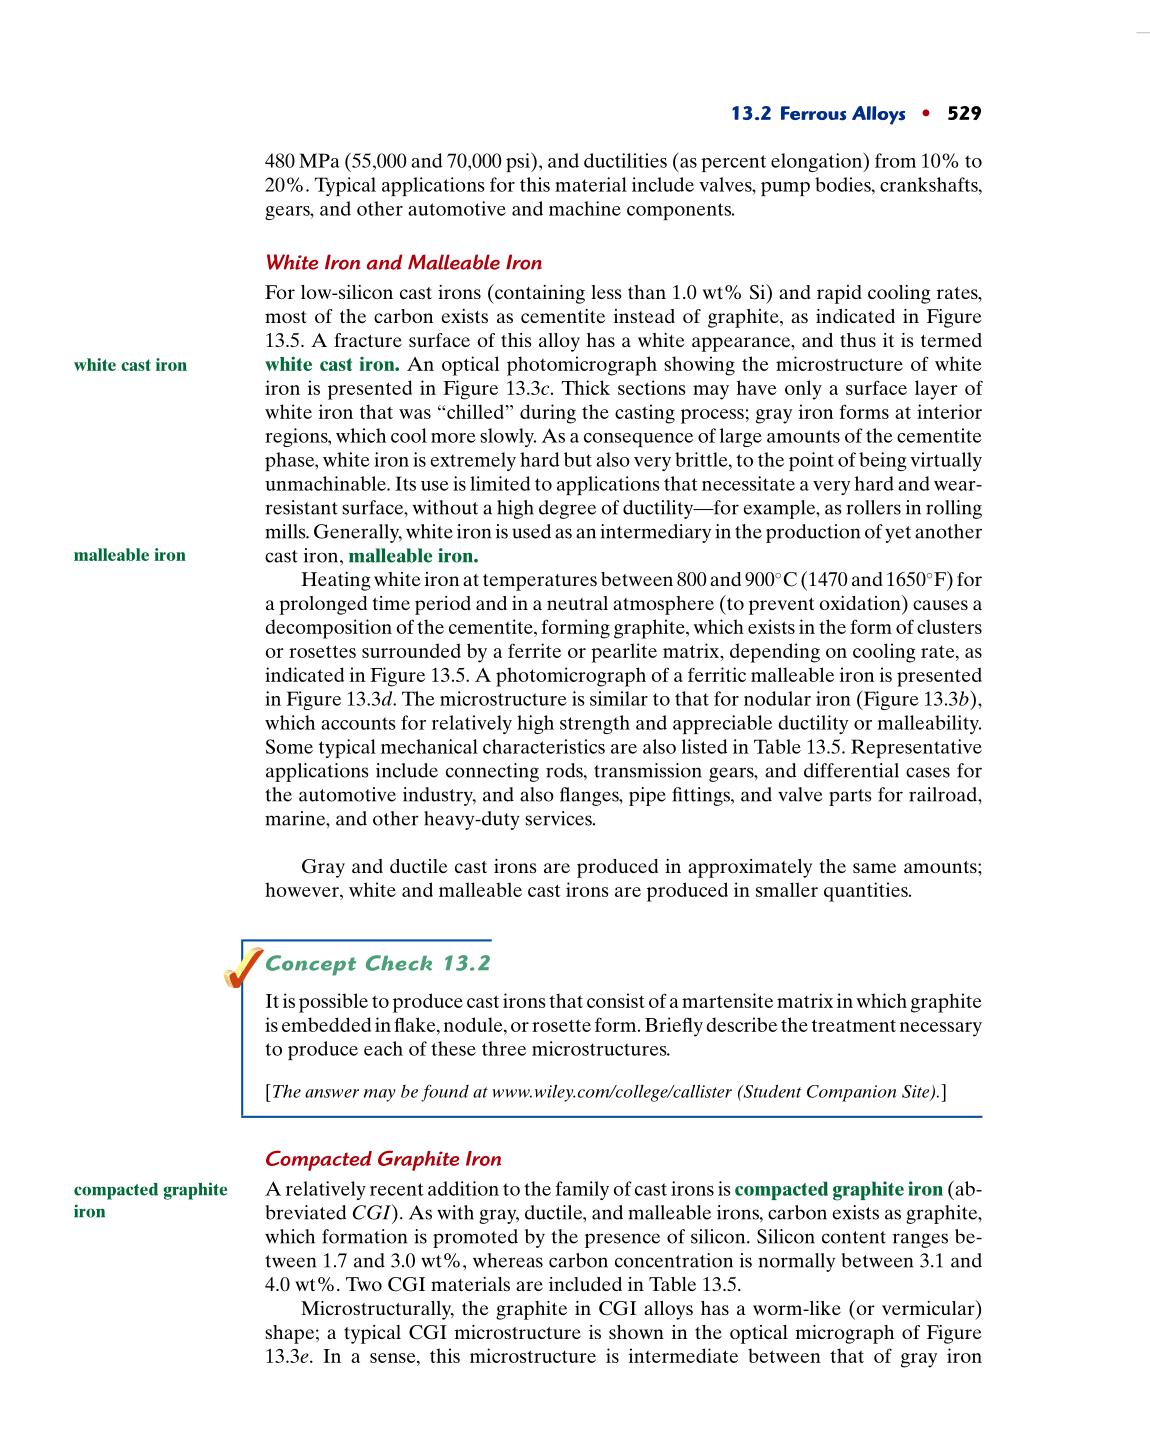 13.2 Ferrous Alloys • 529
480 MPa (55,000 and 70,000 psi), and ductilities (as percent elongation) from 10% to
20%. Typical applications for this material include valves, pump bodies, crankshafts,
gears, and other automotive and machine components.
White Iron and Malleable Iron
For low-silicon cast irons (containing less than 1.0 wt% Si) and rapid cooling rates,
most of the carbon exists as cementite instead of graphite, as indicated in Figure
13.5. A fracture surface of this alloy has a white appearance, and thus it is termed
white cast iron
white cast iron. An optical photomicrograph showing the microstructure of white
iron is presented in Figure 13.3c. Thick sections may have only a surface layer of
white iron that was “chilled” during the casting process; gray iron forms at interior
regions, which cool more slowly. As a consequence of large amounts of the cementite
phase, white iron is extremely hard but also very brittle, to the point of being virtually
unmachinable. Its use is limited to applications that necessitate a very hard and wear-
resistant surface, without a high degree of ductility—for example, as rollers in rolling
mills. Generally, white iron is used as an intermediary in the production of yet another
malleable iron
cast iron, malleable iron.
Heating white iron at temperatures between 800 and 900°C (1470 and 1650°F) for
a prolonged time period and in a neutral atmosphere (to prevent oxidation) causes a
decomposition of the cementite, forming graphite, which exists in the form of clusters
or rosettes surrounded by a ferrite or pearlite matrix, depending on cooling rate, as
indicated in Figure 13.5. A photomicrograph of a ferritic malleable iron is presented
in Figure 13.3d. The microstructure is similar to that for nodular iron (Figure 13.3b),
which accounts for relatively high strength and appreciable ductility or malleability.
Some typical mechanical characteristics are also listed in Table 13.5. Representative
applications include connecting rods, transmission gears, and differential cases for
the automotive industry, and also flanges, pipe fittings, and valve parts for railroad,
marine, and other heavy-duty services.
Gray and ductile cast irons are produced in approximately the same amounts;
however, white and malleable cast irons are produced in smaller quantities.
Concept Check 13.2
It is possible to produce cast irons that consist of a martensite matrix in which graphite
is embedded in flake, nodule, or rosette form. Briefly describe the treatment necessary
to produce each of these three microstructures.
[The answer may be found at www.wiley.com/college/callister (Student Companion Site).]
Compacted Graphite Iron
compacted graphite
iron
A relatively recent addition to the family of cast irons is compacted graphite iron (ab-
breviated CGI). As with gray, ductile, and malleable irons, carbon exists as graphite,
which formation is promoted by the presence of silicon. Silicon content ranges be-
tween 1.7 and 3.0 wt%, whereas carbon concentration is normally between 3.1 and
4.0 wt%. Two CGI materials are included in Table 13.5.
Microstructurally, the graphite in CGI alloys has a worm-like (or vermicular)
shape; a typical CGI microstructure is shown in the optical micrograph of Figure
13.3e. In a sense, this microstructure is intermediate between that of gray iron